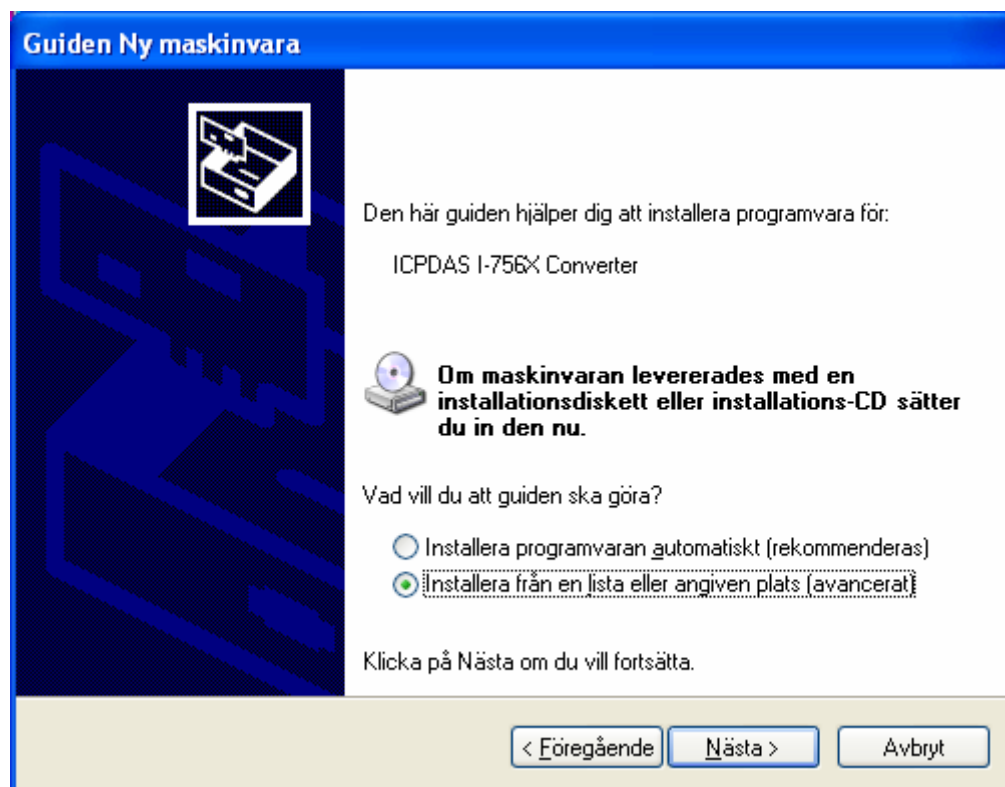 Guiden Ny maskinvara
Den här guiden hjälper dig att installera programvara för:
ICPDAS I-756X Converter
Om maskinvaran levererades med en
installationsdiskett eller installations-CD sätter
du in den nu.
Vad vill du att guiden ska göra?
Installera programvaran automatiskt (rekommenderas)
Installera från en lista eller angiven plats (avancerat)
Klicka på Nästa om du vill fortsätta.
< Föregående Nästa > Avbryt